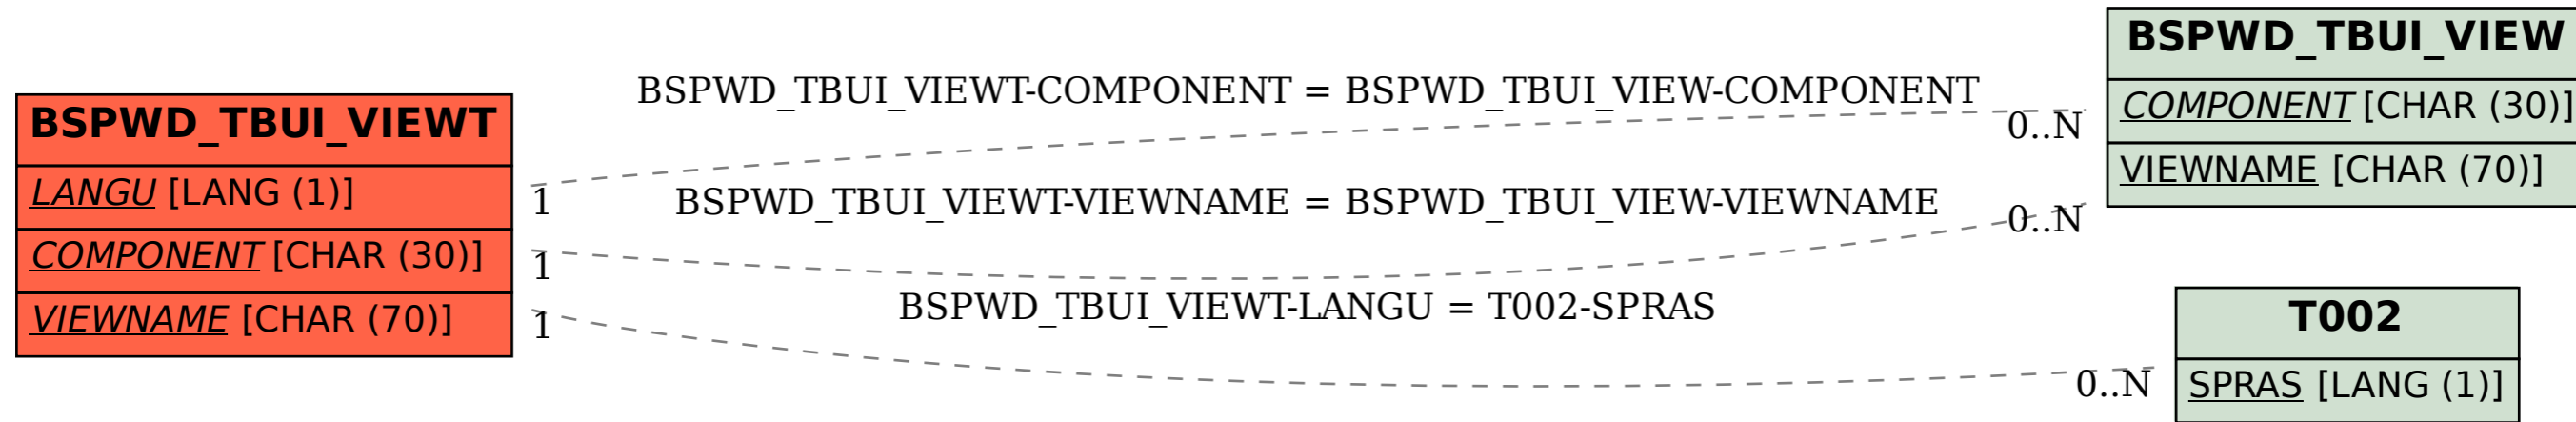 BSPWD_TBUI_VIEWT
LANGU [LANG (1)]
COMPONENT [CHAR (30)]
VIEWNAME [CHAR (70)]
BSPWD_TBUI_VIEWT-COMPONENT = BSPWD_TBUI_VIEW-COMPONENT
1
0..N
BSPWD_TBUI_VIEWT-VIEWNAME = BSPWD_TBUI_VIEW-VIEWNAME
1
0..N
BSPWD_TBUI_VIEWT-LANGU = T002-SPRAS
1
0..N
BSPWD_TBUI_VIEW
COMPONENT [CHAR (30)]
VIEWNAME [CHAR (70)]
T002
SPRAS [LANG (1)]